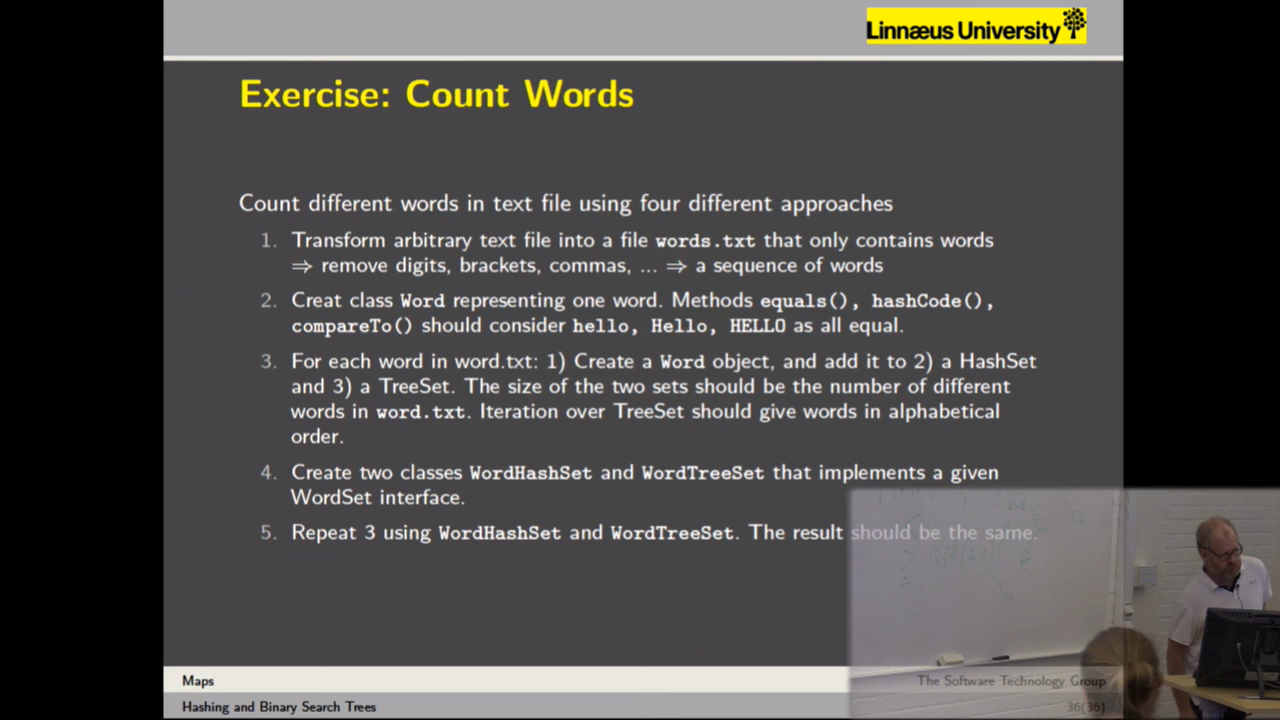 Linnæus University
Exercise: Count Words
Count different words in text file using four different approaches
1. Transform arbitrary text file into a file words.txt that only contains words
⇒ remove digits, brackets, commas, ... ⇒ a sequence of words
2. Creat class Word representing one word. Methods equals(), hashCode(),
compareTo() should consider hello, Hello, HELLO as all equal.
3. For each word in word.txt: 1) Create a Word object, and add it to 2) a HashSet
and 3) a TreeSet. The size of the two sets should be the number of different
words in word.txt. Iteration over TreeSet should give words in alphabetical
order.
4. Create two classes WordHashSet and WordTreeSet that implements a given
WordSet interface.
5. Repeat 3 using WordHashSet and WordTreeSet. The result should be the same.
Maps
The Software Technology Group
Hashing and Binary Search Trees
36(36)